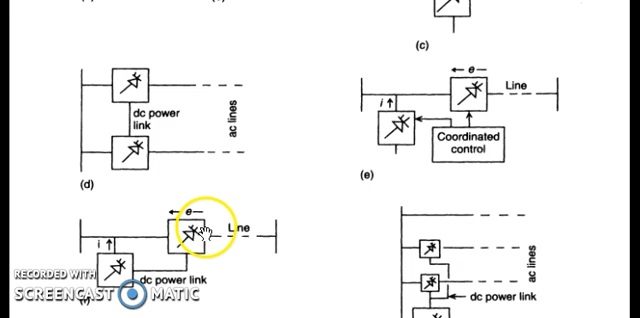 (c)
dc power
link
ac lines
(d)
← e —
Line
i
Coordinated
control
(e)
← e —
Line
i
dc power link
ac lines
dc power link
RECORDED WITH
SCREENCAST MATIC